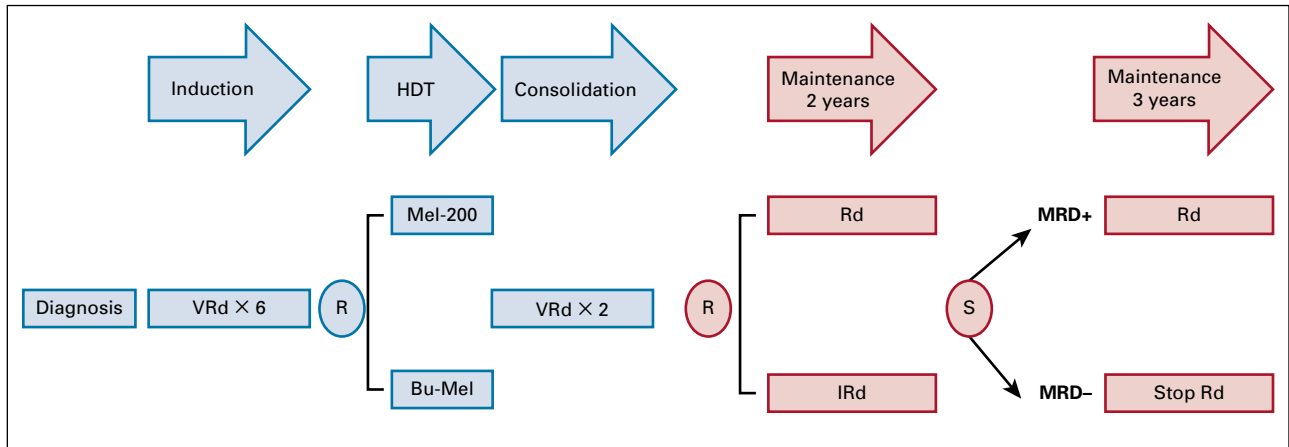 Induction
HDT
Consolidation
Maintenance
2 years
Maintenance
3 years
Mel-200
Rd
MRD+
Rd
Diagnosis
VRd × 6
R
VRd × 2
R
S
Bu-Mel
IRd
MRD–
Stop Rd